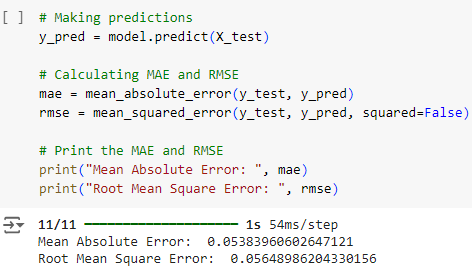 [ ] # Making predictions
y_pred = model.predict(X_test)
# Calculating MAE and RMSE
mae = mean_absolute_error(y_test, y_pred)
rmse = mean_squared_error(y_test, y_pred, squared=False)
# Print the MAE and RMSE
print("Mean Absolute Error: ", mae)
print("Root Mean Square Error: ", rmse)
11/11 ━━━━━━━━━━━━━━━━━━━━ 1s 54ms/step
Mean Absolute Error:  0.05383960602647121
Root Mean Square Error:  0.05648986204330156